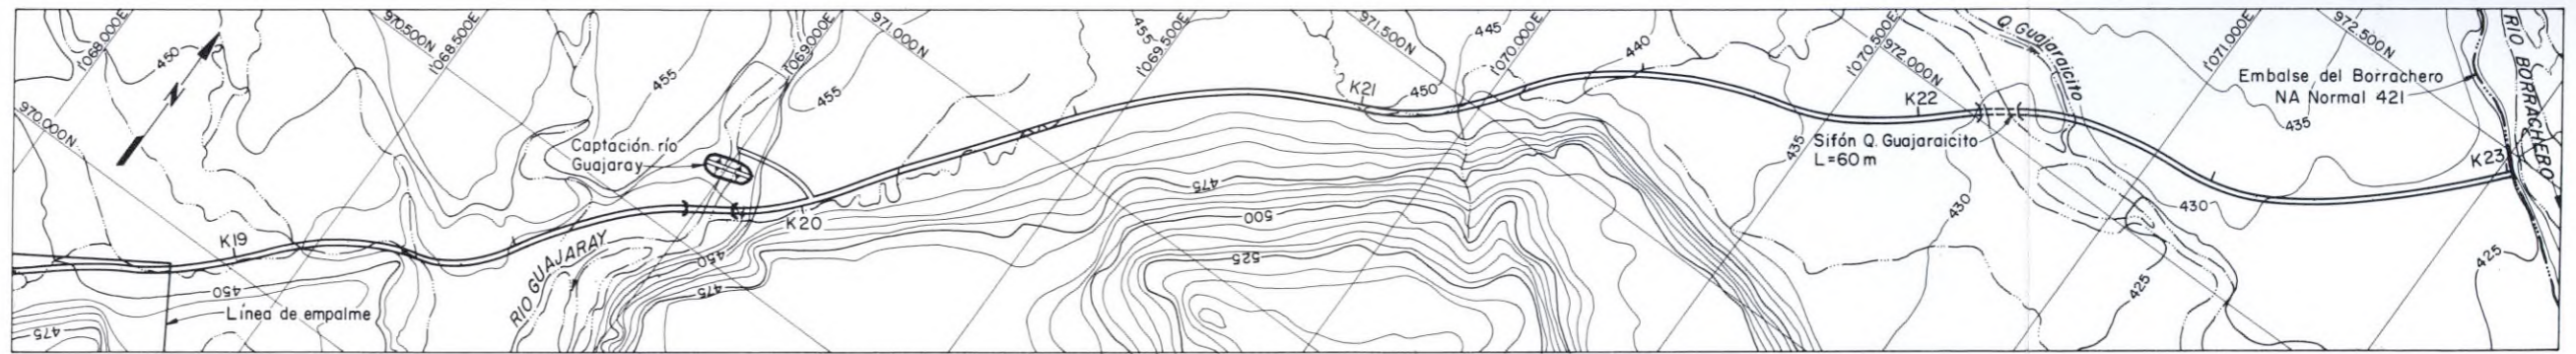 1'068.000E
970.500N
1'068.500E
1'069.000E
971.000N
455
1'069.500E
971.500N
445
1'070.000E
440
1'070.500E
972.000N
Q. Guajaraicito
1'071.000E
972.500N
RIO BORRACHERO
450
N
970.000N
455
455
K21
450
K22
Embalse del Borrachero
NA Normal 421
435
Captación río
Guajaray
Sifón Q. Guajaraicito
L=60 m
435
K23
475
500
430
430
K19
K20
RIO GUAJARAY
450
475
525
450
Línea de empalme
475
425
425